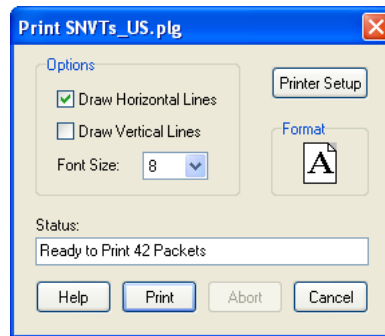 Print SNVTs_US.plg
Options
Draw Horizontal Lines
Draw Vertical Lines
Font Size: 8
Printer Setup
Format
A
Status:
Ready to Print 42 Packets
Help Print Abort Cancel